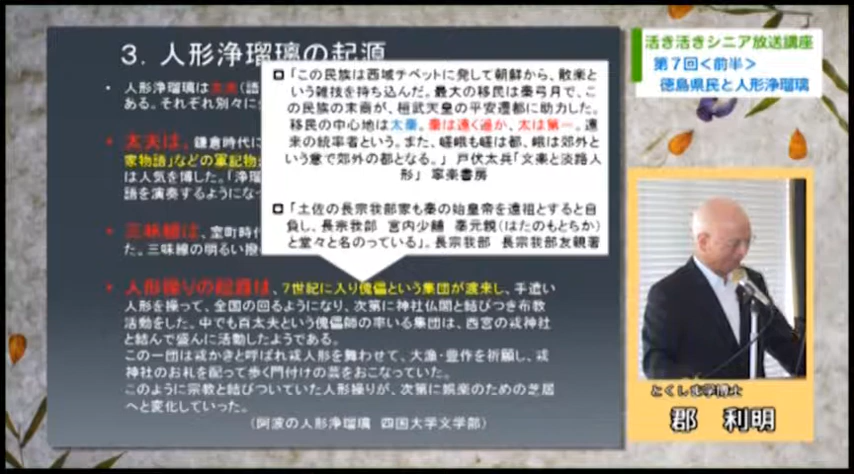 3．人形浄瑠璃の起源
・人形浄瑠璃は太夫（語
ある。それぞれ別々に
・太夫は、鎌倉時代に
家物語」などの軍記物
は人気を博した。「浄瑠
語を演奏するようにな
・三味線は、室町時代
た。三味線の明るい撥
・人形操りの起源は、7世紀に入り傀儡という集団が渡来し、手遣い
人形を操って、全国の回るようになり、次第に神社仏閣と結びつき布教
活動をした。中でも百太夫という傀儡師の率いる集団は、西宮の戎神社
と結んで盛んに活動したようである。
この一団は戎かきと呼ばれ戎人形を舞わせて、大漁・豊作を祈願し、戎
神社のお札を配って歩く門付けの芸をおこなっていた。
このように宗教と結びついていた人形操りが、次第に娯楽のための芝居
へと変化していった。
（阿波の人形浄瑠璃 四国大学文学部）
「この民族は西域チベットに発して朝鮮から、散楽と
いう雑技を持ち込んだ。最大の移民は秦弓月で、こ
の民族の末裔が、桓武天皇の平安遷都に助力した。
移民の中心地は太秦。秦は遠く遥か、太は第一。遠
来の統率者という。また、嵯峨も嵯は都、峨は郊外と
いう意で郊外の都となる。」 戸伏太兵「文楽と淡路人
形」 寧楽書房
「土佐の長宗我部家も秦の始皇帝を遠祖とすると自
負し、長宗我部 宮内少輔 秦元親（はたのもとちか）
と堂々と名のっている」。長宗我部 長宗我部友親著
活き活きシニア放送講座
第7回＜前半＞
徳島県民と人形浄瑠璃
とくしま学博士
郡 利明